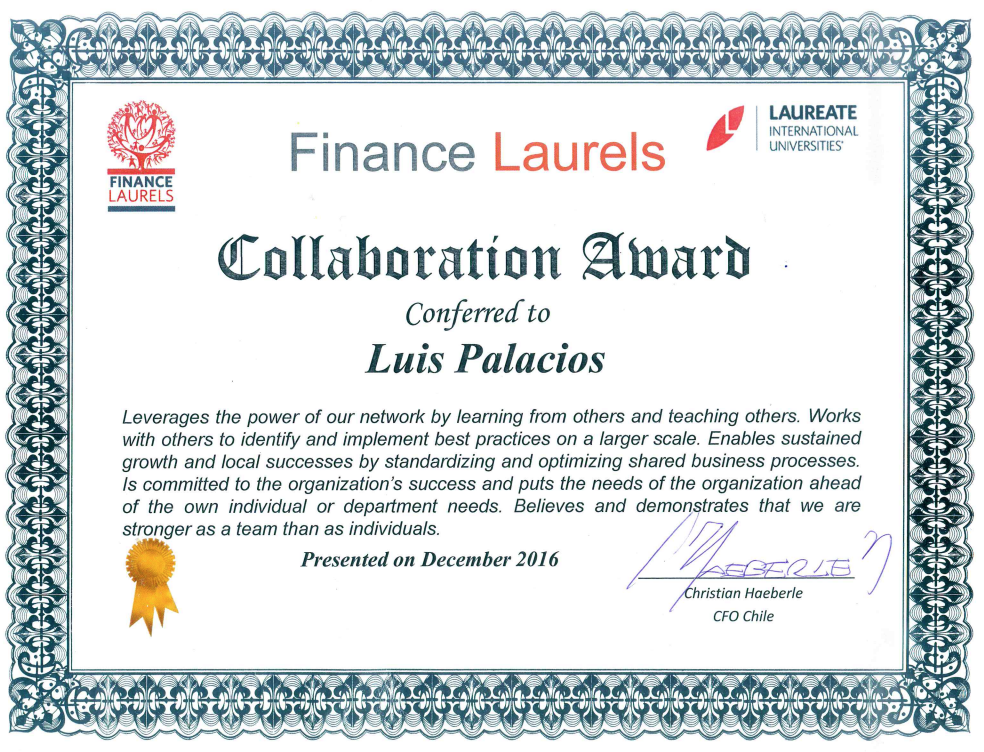 FINANCE
LAURELS
Finance Laurels
LAUREATE
INTERNATIONAL
UNIVERSITIES®
Collaboration Award
Conferred to
Luis Palacios
Leverages the power of our network by learning from others and teaching others. Works
with others to identify and implement best practices on a larger scale. Enables sustained
growth and local successes by standardizing and optimizing shared business processes.
Is committed to the organization's success and puts the needs of the organization ahead
of the own individual or department needs. Believes and demonstrates that we are
stronger as a team than as individuals.
Presented on December 2016
C. HAEBERLE N
Christian Haeberle
CFO Chile